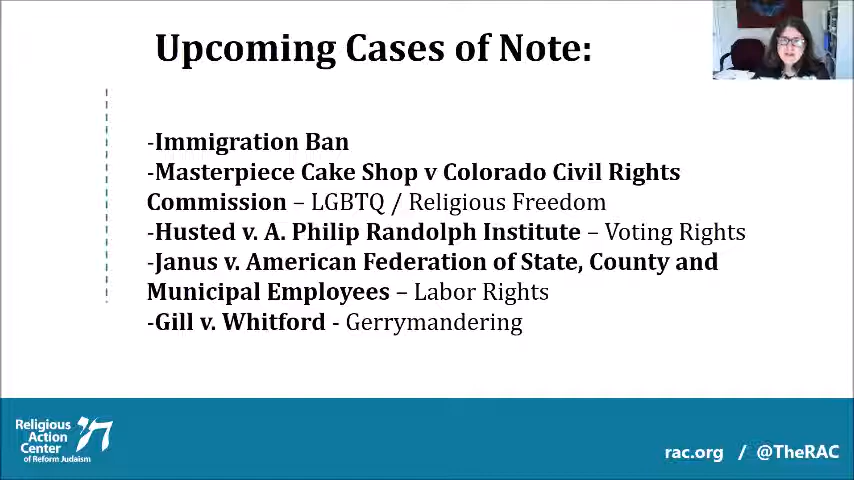 Upcoming Cases of Note:
-Immigration Ban
-Masterpiece Cake Shop v Colorado Civil Rights
Commission – LGBTQ / Religious Freedom
-Husted v. A. Philip Randolph Institute – Voting Rights
-Janus v. American Federation of State, County and
Municipal Employees – Labor Rights
-Gill v. Whitford - Gerrymandering
Religious
Action
Center
of Reform Judaism
rac.org / @TheRAC